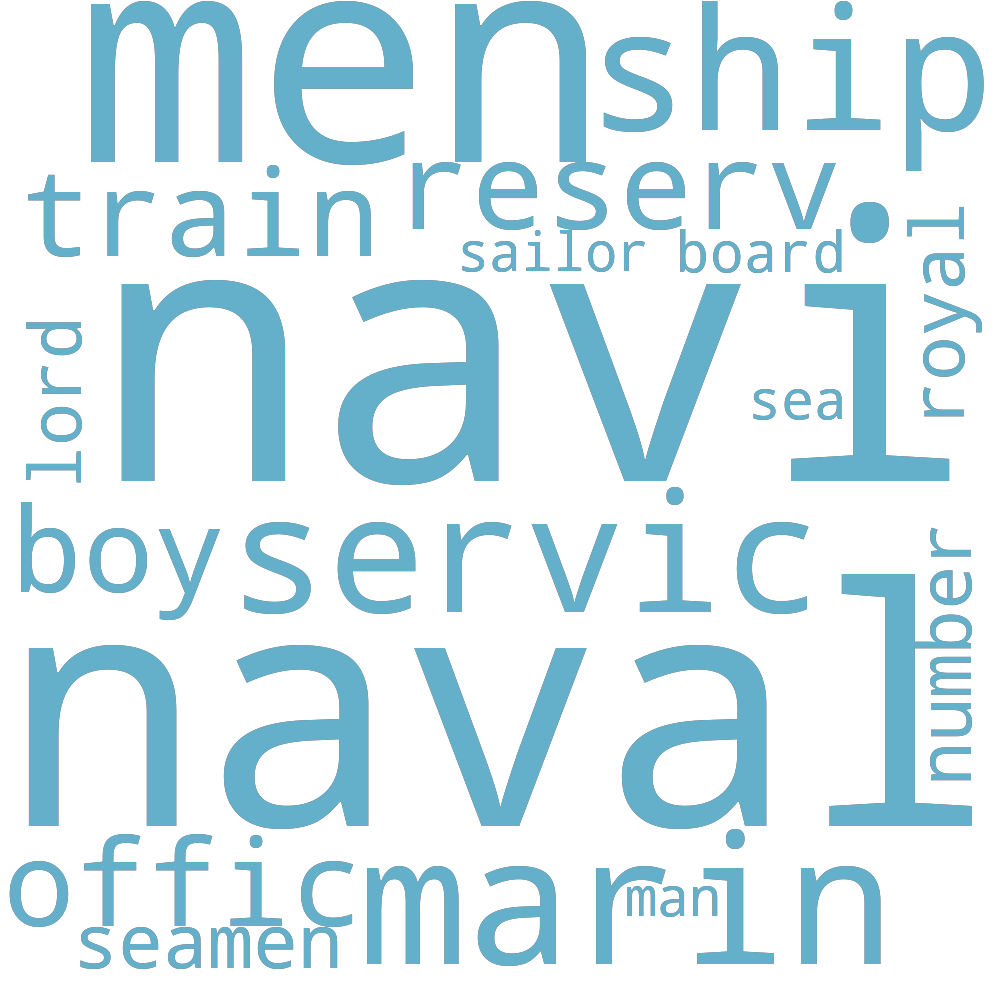 men ship
train reserv
sailor board
royal
lord
navi
sea
boy servic
number
naval
offic marin
man
seamen